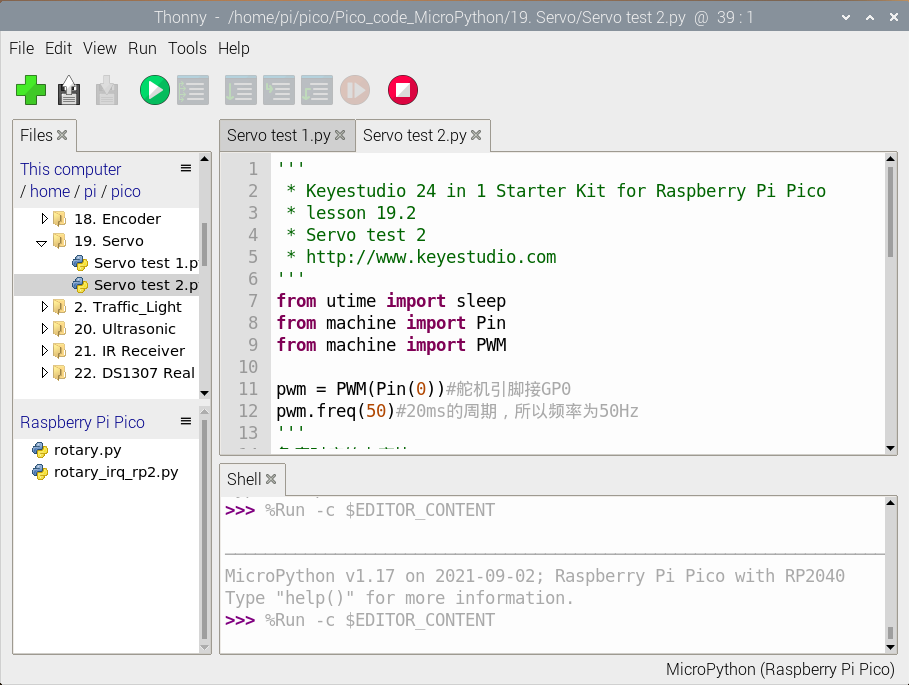 Thonny - /home/pi/pico/Pico_code_MicroPython/19. Servo/Servo test 2.py @ 39 : 1
File Edit View Run Tools Help
Files
This computer
/ home / pi / pico
18. Encoder
19. Servo
Servo test 1.p
Servo test 2.p
2. Traffic_Light
20. Ultrasonic
21. IR Receiver
22. DS1307 Real
Raspberry Pi Pico
rotary.py
rotary_irq_rp2.py
Servo test 1.py Servo test 2.py
1 '''
2 * Keyestudio 24 in 1 Starter Kit for Raspberry Pi Pico
3 * lesson 19.2
4 * Servo test 2
5 * http://www.keyestudio.com
6 '''
7 from utime import sleep
8 from machine import Pin
9 from machine import PWM
10
11 pwm = PWM(Pin(0))#舵机引脚接GP0
12 pwm.freq(50)#20ms的周期，所以频率为50Hz
13 '''
Shell
>>> %Run -c $EDITOR_CONTENT
MicroPython v1.17 on 2021-09-02; Raspberry Pi Pico with RP2040
Type "help()" for more information.
>>> %Run -c $EDITOR_CONTENT
MicroPython (Raspberry Pi Pico)